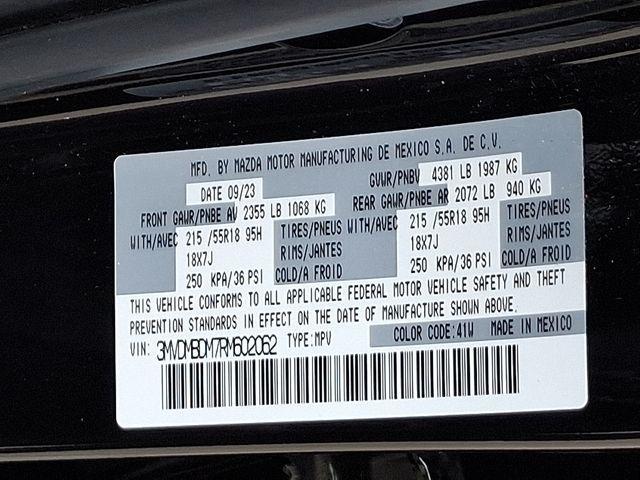 MFD. BY MAZDA MOTOR MANUFACTURING DE MEXICO S.A. DE C.V.
DATE 09/23 GVWR/PNBV 4381 LB 1987 KG
FRONT GAWR/PNBE AV 2355 LB 1068 KG REAR GAWR/PNBE AR 2072 LB 940 KG
WITH/AVEC 215 /55R18 95H TIRES/PNEUS WITH/AVEC 215 /55R18 95H TIRES/PNEUS
18X7J RIMS/JANTES 18X7J RIMS/JANTES
250 KPA/36 PSI COLD/A FROID 250 KPA/36 PSI COLD/A FROID
THIS VEHICLE CONFORMS TO ALL APPLICABLE FEDERAL MOTOR VEHICLE SAFETY AND THEFT
PREVENTION STANDARDS IN EFFECT ON THE DATE OF MANUFACTURE SHOWN ABOVE.
VIN: 3MVDMBDM7RM602062 TYPE:MPV COLOR CODE:41W MADE IN MEXICO